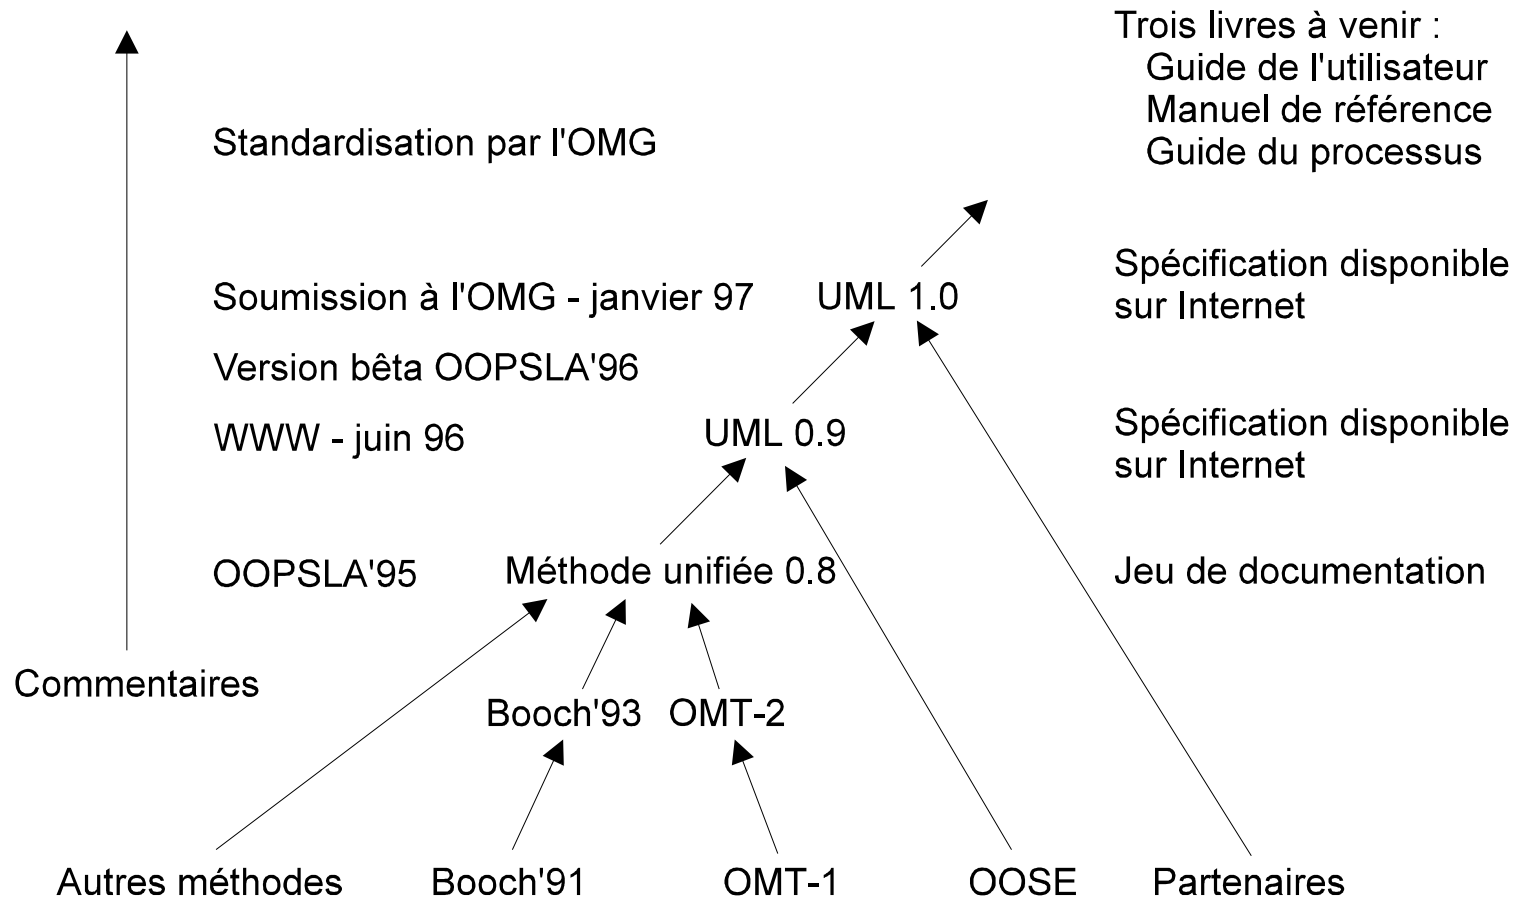 Trois livres à venir :
Guide de l'utilisateur
Manuel de référence
Guide du processus
Standardisation par l'OMG
Soumission à l'OMG - janvier 97
UML 1.0
Spécification disponible
sur Internet
Version bêta OOPSLA'96
WWW - juin 96
UML 0.9
Spécification disponible
sur Internet
OOPSLA'95
Méthode unifiée 0.8
Jeu de documentation
Commentaires
Booch'93
OMT-2
Autres méthodes
Booch'91
OMT-1
OOSE
Partenaires